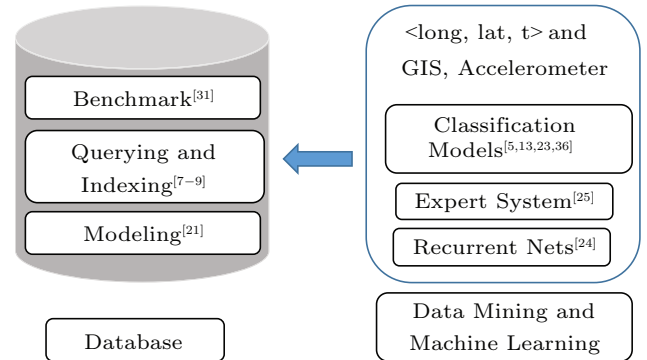 Benchmark[31]
Querying and
Indexing[7−9]
Modeling[21]
Database
<long, lat, t> and
GIS, Accelerometer
Classification
Models[5,13,23,36]
Expert System[25]
Recurrent Nets[24]
Data Mining and
Machine Learning